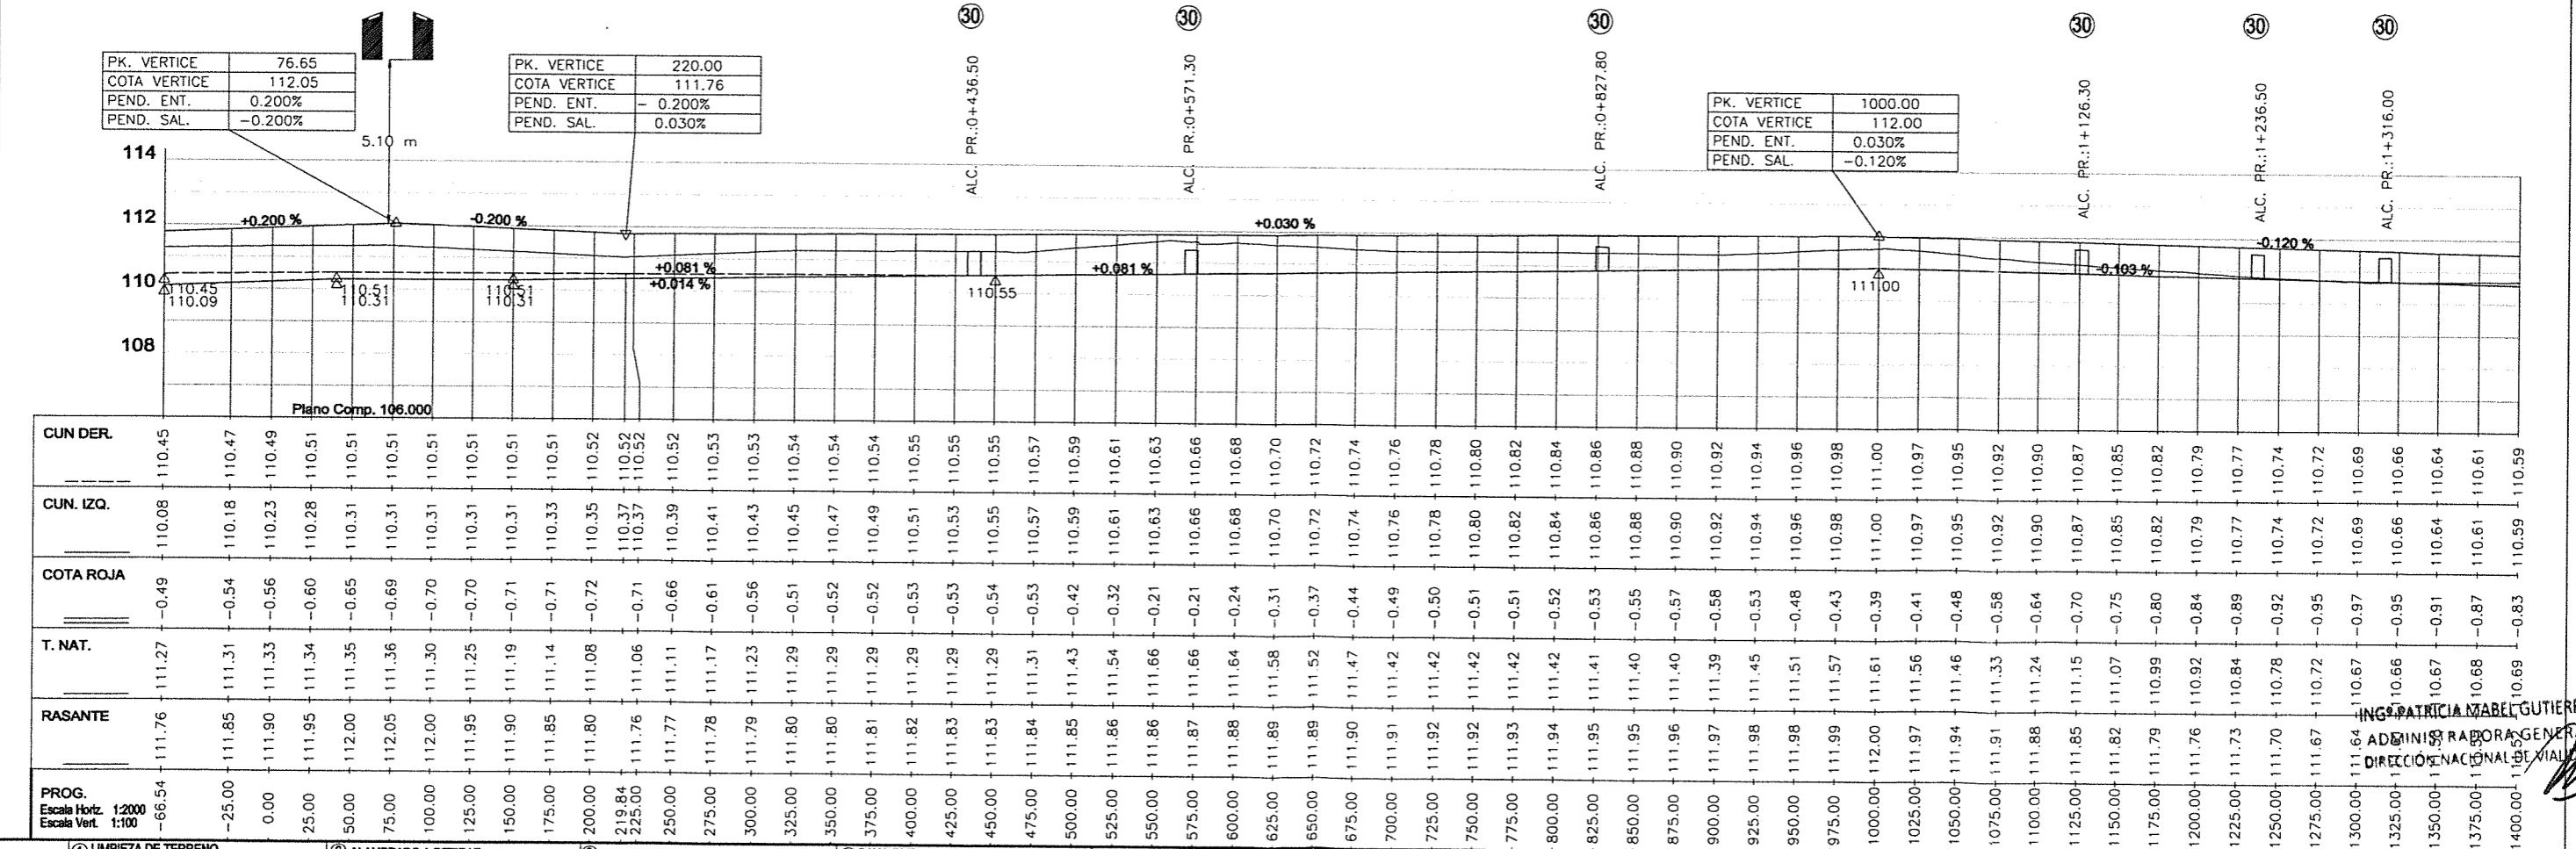 30 30 30 30 30 30
PK. VERTICE 76.65
COTA VERTICE 112.05
PEND. ENT. 0.200%
PEND. SAL. -0.200%
PK. VERTICE 220.00
COTA VERTICE 111.76
PEND. ENT. - 0.200%
PEND. SAL. 0.030%
PK. VERTICE 1000.00
COTA VERTICE 112.00
PEND. ENT. 0.030%
PEND. SAL. -0.120%
5.10 m
ALC. PR.:0+436.50
ALC. PR.:0+571.30
ALC. PR.:0+827.80
ALC. PR.:1+126.30
ALC. PR.:1+236.50
ALC. PR.:1+316.00
114
112
110
108
+0.200 % -0.200 % +0.030 % -0.120 %
+0.081 % +0.081 % -0.103 %
+0.014 %
110.45 110.51 110.51 110.55 111.00
110.09 110.31 110.31
Plano Comp. 106.000
CUN DER. 110.45 110.47 110.49 110.51 110.51 110.51 110.51 110.51 110.51 110.51 110.52 110.52 110.52 110.52 110.53 110.53 110.54 110.54 110.54 110.55 110.55 110.55 110.57 110.59 110.61 110.63 110.66 110.68 110.70 110.72 110.74 110.76 110.78 110.80 110.82 110.84 110.86 110.88 110.90 110.92 110.94 110.96 110.98 111.00 110.97 110.95 110.92 110.90 110.87 110.85 110.82 110.79 110.77 110.74 110.72 110.69 110.66 110.64 110.61 110.59
CUN. IZQ. 110.08 110.18 110.23 110.28 110.31 110.31 110.31 110.31 110.31 110.33 110.35 110.37 110.37 110.39 110.41 110.43 110.45 110.47 110.49 110.51 110.53 110.55 110.57 110.59 110.61 110.63 110.66 110.68 110.70 110.72 110.74 110.76 110.78 110.80 110.82 110.84 110.86 110.88 110.90 110.92 110.94 110.96 110.98 111.00 110.97 110.95 110.92 110.90 110.87 110.85 110.82 110.79 110.77 110.74 110.72 110.69 110.66 110.64 110.61 110.59
COTA ROJA -0.49 -0.54 -0.56 -0.60 -0.65 -0.69 -0.70 -0.70 -0.71 -0.71 -0.72 -0.71 -0.66 -0.61 -0.56 -0.51 -0.52 -0.52 -0.53 -0.53 -0.54 -0.53 -0.42 -0.32 -0.21 -0.21 -0.24 -0.31 -0.37 -0.44 -0.49 -0.50 -0.51 -0.51 -0.52 -0.53 -0.55 -0.57 -0.58 -0.53 -0.48 -0.43 -0.39 -0.41 -0.48 -0.58 -0.64 -0.70 -0.75 -0.80 -0.84 -0.89 -0.92 -0.95 -0.97 -0.95 -0.91 -0.87 -0.83
T. NAT. 111.27 111.31 111.33 111.34 111.35 111.36 111.30 111.25 111.19 111.14 111.08 111.06 111.11 111.17 111.23 111.29 111.29 111.29 111.29 111.29 111.29 111.31 111.43 111.54 111.66 111.66 111.64 111.58 111.52 111.47 111.42 111.42 111.42 111.42 111.42 111.41 111.40 111.40 111.39 111.45 111.51 111.57 111.61 111.56 111.46 111.33 111.24 111.15 111.07 110.99 110.92 110.84 110.78 110.72 110.67 110.66 110.67 110.68 110.69
RASANTE 111.76 111.85 111.90 111.95 112.00 112.05 112.00 111.95 111.90 111.85 111.80 111.76 111.77 111.78 111.79 111.80 111.80 111.81 111.82 111.83 111.83 111.84 111.85 111.86 111.86 111.87 111.88 111.89 111.89 111.90 111.91 111.92 111.92 111.93 111.94 111.95 111.95 111.96 111.97 111.98 111.98 111.99 112.00 111.97 111.94 111.91 111.88 111.85 111.82 111.79 111.76 111.73 111.70 111.67 111.64
INGº PATRICIA MABEL GUTIER
ADMINISTRADORA GENER
DIRECCIÓN NACIONAL DE VIAL
PROG. -66.54 -25.00 0.00 25.00 50.00 75.00 100.00 125.00 150.00 175.00 200.00 219.84 225.00 250.00 275.00 300.00 325.00 350.00 375.00 400.00 425.00 450.00 475.00 500.00 525.00 550.00 575.00 600.00 625.00 650.00 675.00 700.00 725.00 750.00 775.00 800.00 825.00 850.00 875.00 900.00 925.00 950.00 975.00 1000.00 1025.00 1050.00 1075.00 1100.00 1125.00 1150.00 1175.00 1200.00 1225.00 1250.00 1275.00 1300.00 1325.00 1350.00 1375.00 1400.00
Escala Horiz. 1:2000
Escala Vert. 1:100
LIMPIEZA DE TERRENO